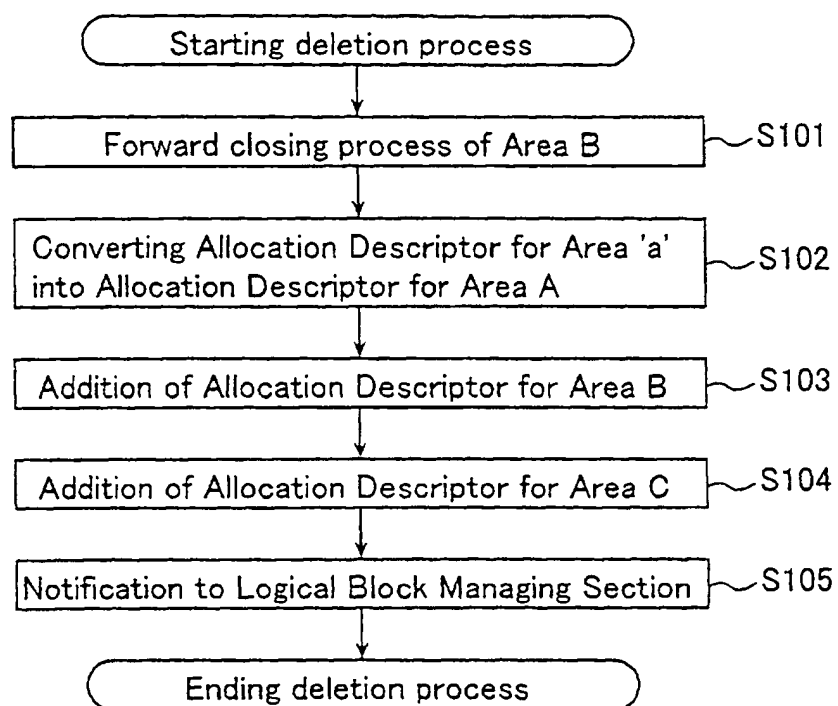 Starting deletion process
Forward closing process of Area B
S101
Converting Allocation Descriptor for Area 'a'
into Allocation Descriptor for Area A
S102
Addition of Allocation Descriptor for Area B
S103
Addition of Allocation Descriptor for Area C
S104
Notification to Logical Block Managing Section
S105
Ending deletion process